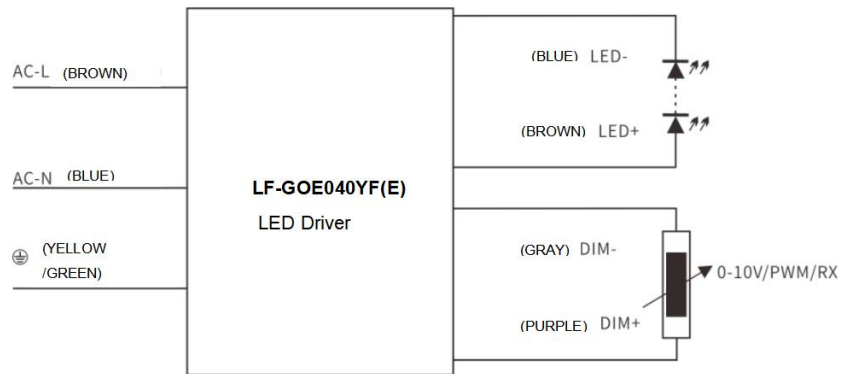 AC-L (BROWN)
AC-N (BLUE)
(YELLOW
/GREEN)
LF-GOE040YF(E)
LED Driver
(BLUE) LED-
(BROWN) LED+
(GRAY) DIM-
(PURPLE) DIM+
0-10V/PWM/RX